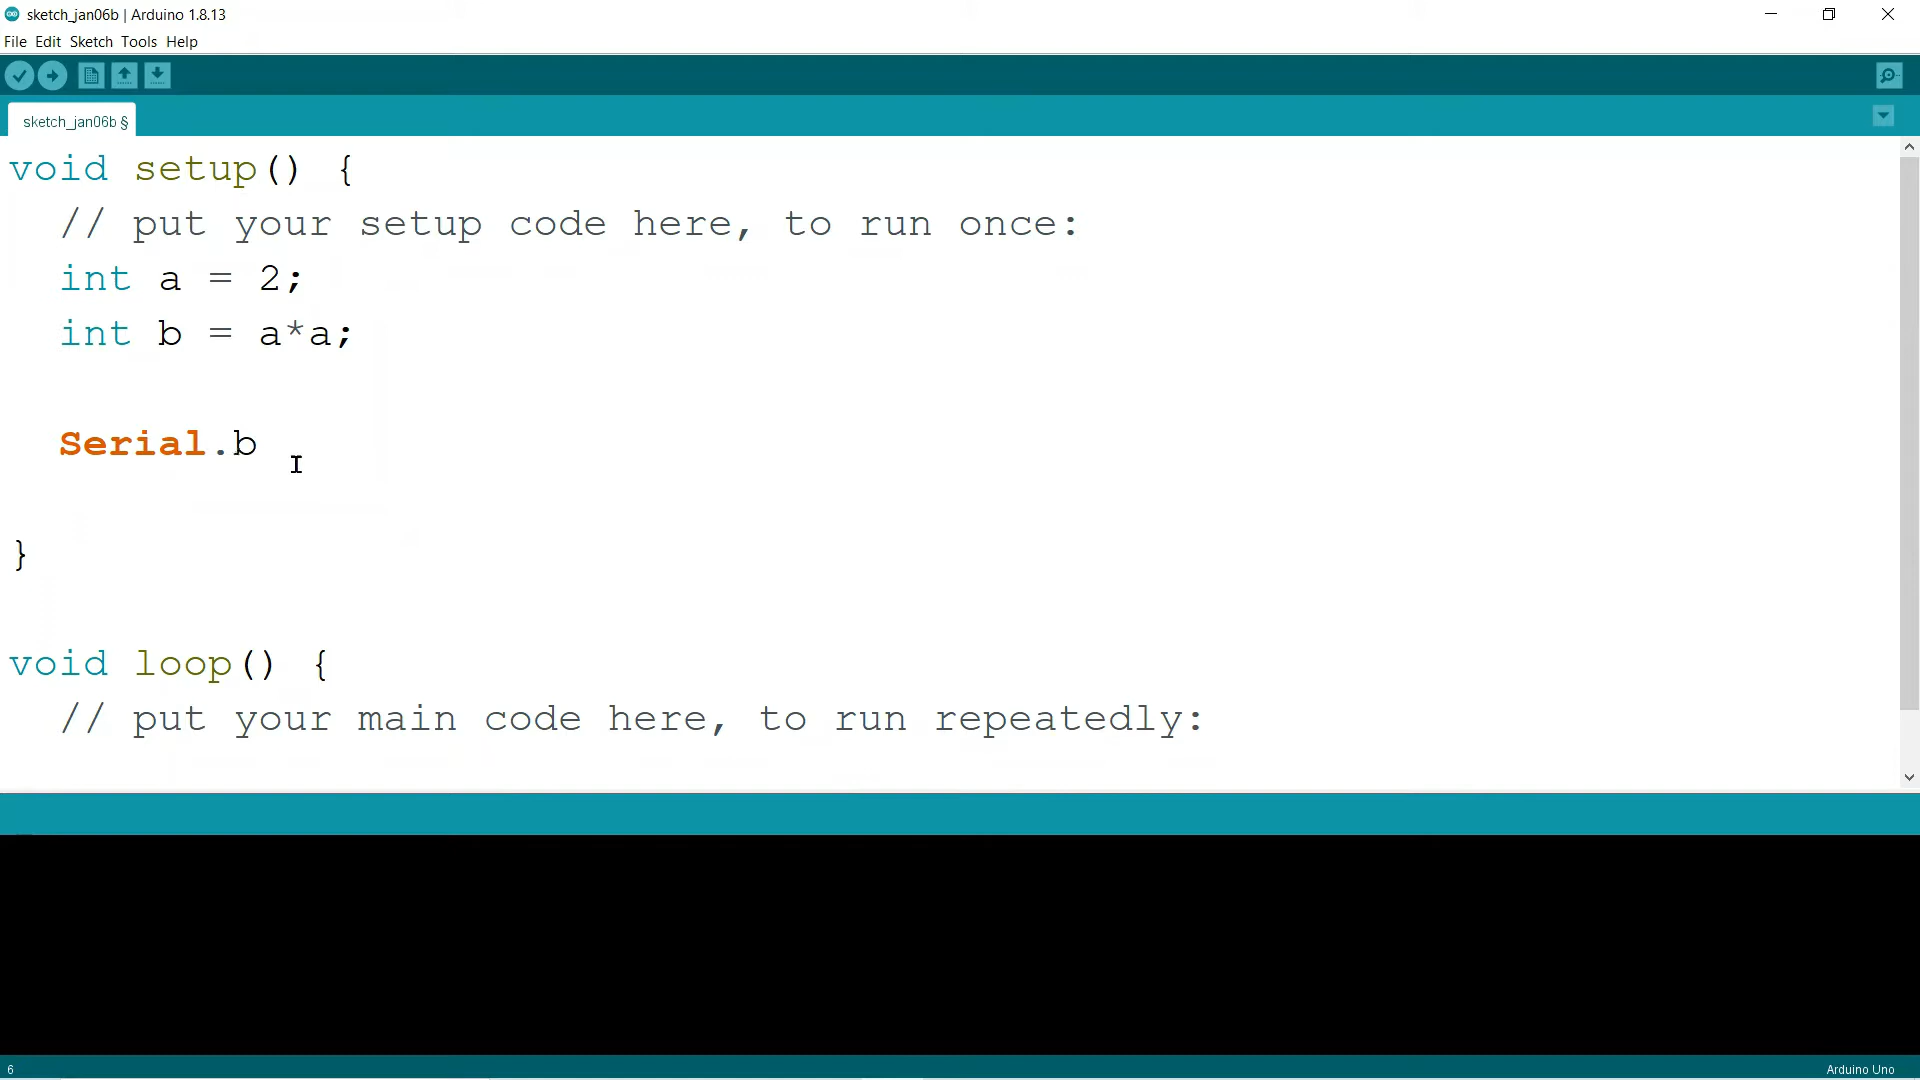 sketch_jan06b | Arduino 1.8.13
File Edit Sketch Tools Help
sketch_jan06b §
void setup() {
  // put your setup code here, to run once:
  int a = 2;
  int b = a*a;
  Serial.b
}
void loop() {
  // put your main code here, to run repeatedly:
6
Arduino Uno